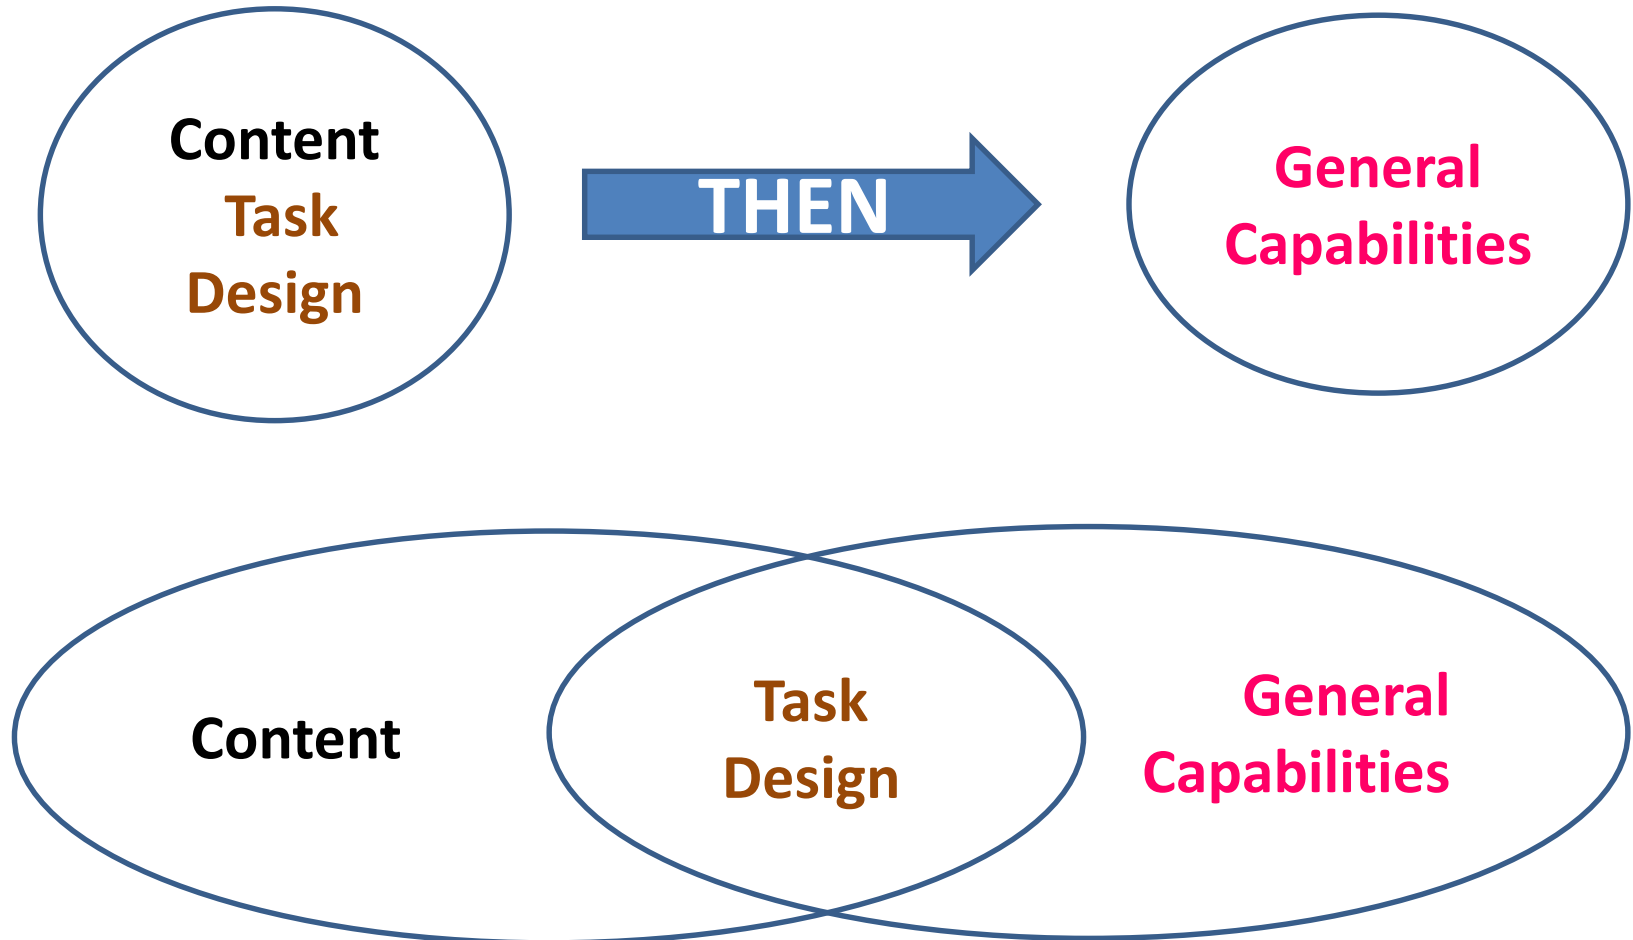 Content
Task
Design
THEN
General
Capabilities
Content
Task
Design
General
Capabilities